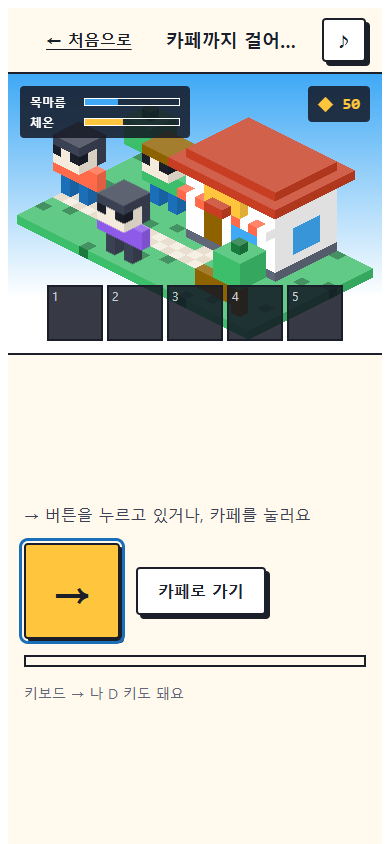 ← 처음으로
카페까지 걸어...
♪
목마름
체온
◆ 50
1
2
3
4
5
→ 버튼을 누르고 있거나, 카페를 눌러요
→
카페로 가기
키보드 → 나 D 키도 돼요